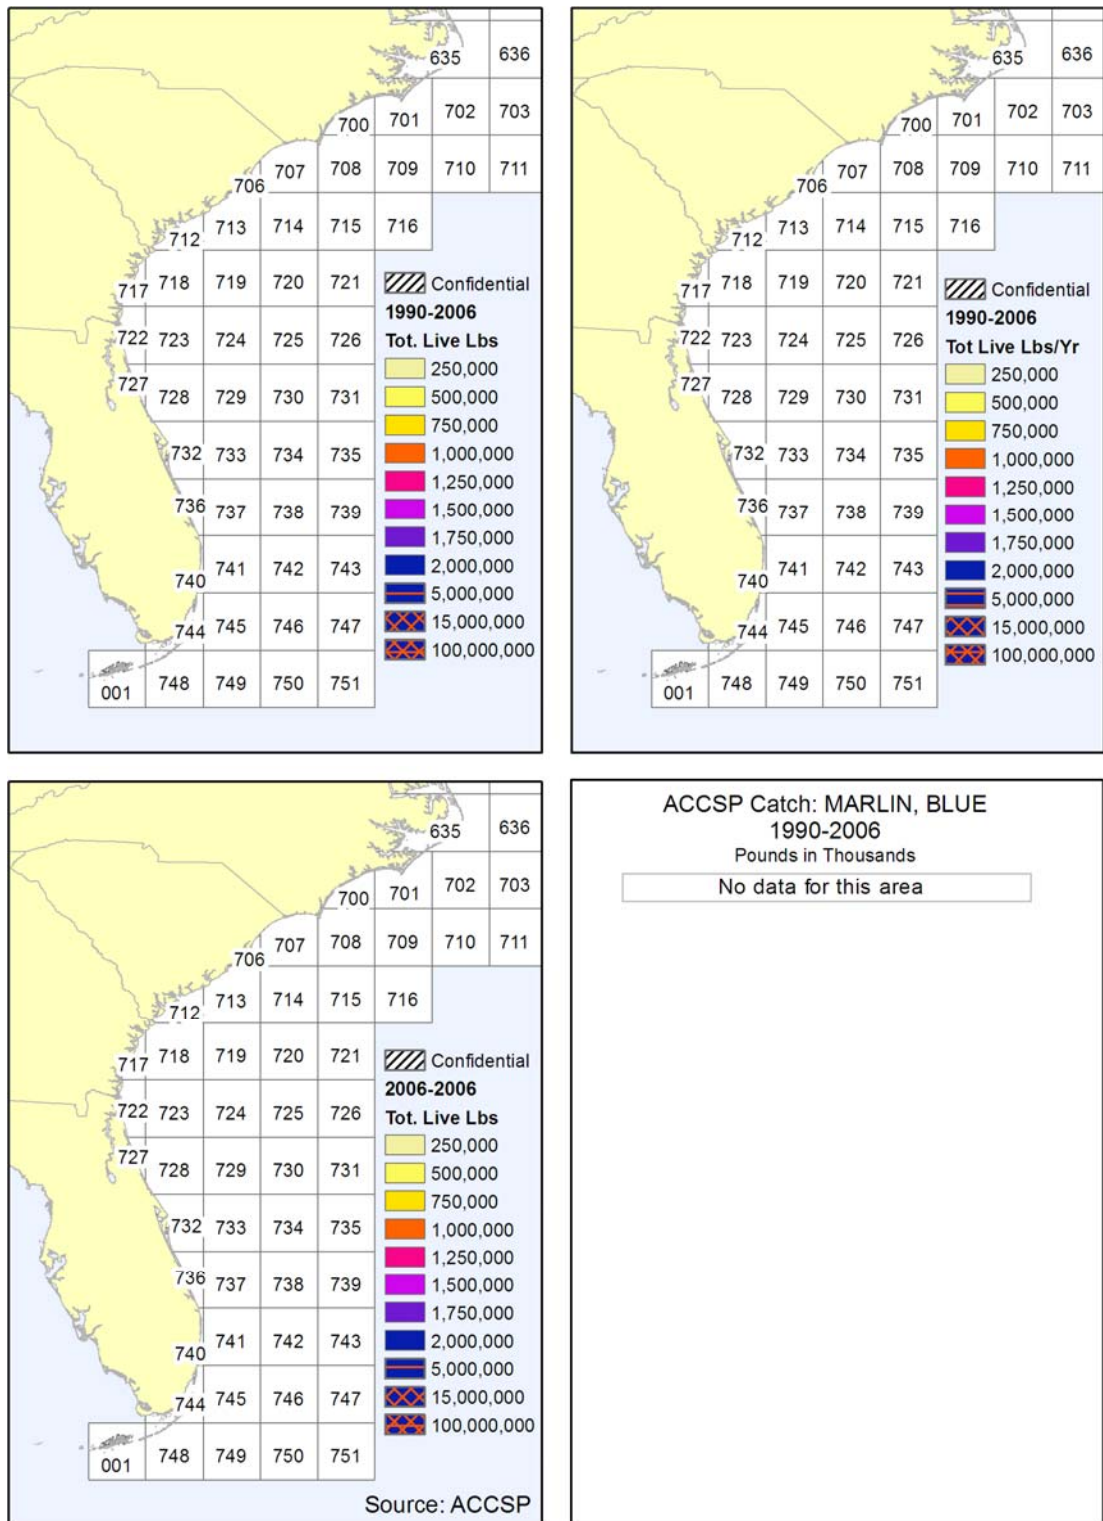 635 636
700 701 702 703
706 707 708 709 710 711
712 713 714 715 716
717 718 719 720 721
722 723 724 725 726
727 728 729 730 731
732 733 734 735
736 737 738 739
740 741 742 743
744 745 746 747
001 748 749 750 751
Confidential
1990-2006
Tot. Live Lbs
250,000
500,000
750,000
1,000,000
1,250,000
1,500,000
1,750,000
2,000,000
5,000,000
15,000,000
100,000,000
635 636
700 701 702 703
706 707 708 709 710 711
712 713 714 715 716
717 718 719 720 721
722 723 724 725 726
727 728 729 730 731
732 733 734 735
736 737 738 739
740 741 742 743
744 745 746 747
001 748 749 750 751
Confidential
1990-2006
Tot Live Lbs/Yr
250,000
500,000
750,000
1,000,000
1,250,000
1,500,000
1,750,000
2,000,000
5,000,000
15,000,000
100,000,000
635 636
700 701 702 703
706 707 708 709 710 711
712 713 714 715 716
717 718 719 720 721
722 723 724 725 726
727 728 729 730 731
732 733 734 735
736 737 738 739
740 741 742 743
744 745 746 747
001 748 749 750 751
Confidential
2006-2006
Tot. Live Lbs
250,000
500,000
750,000
1,000,000
1,250,000
1,500,000
1,750,000
2,000,000
5,000,000
15,000,000
100,000,000
Source: ACCSP
ACCSP Catch: MARLIN, BLUE
1990-2006
Pounds in Thousands
No data for this area